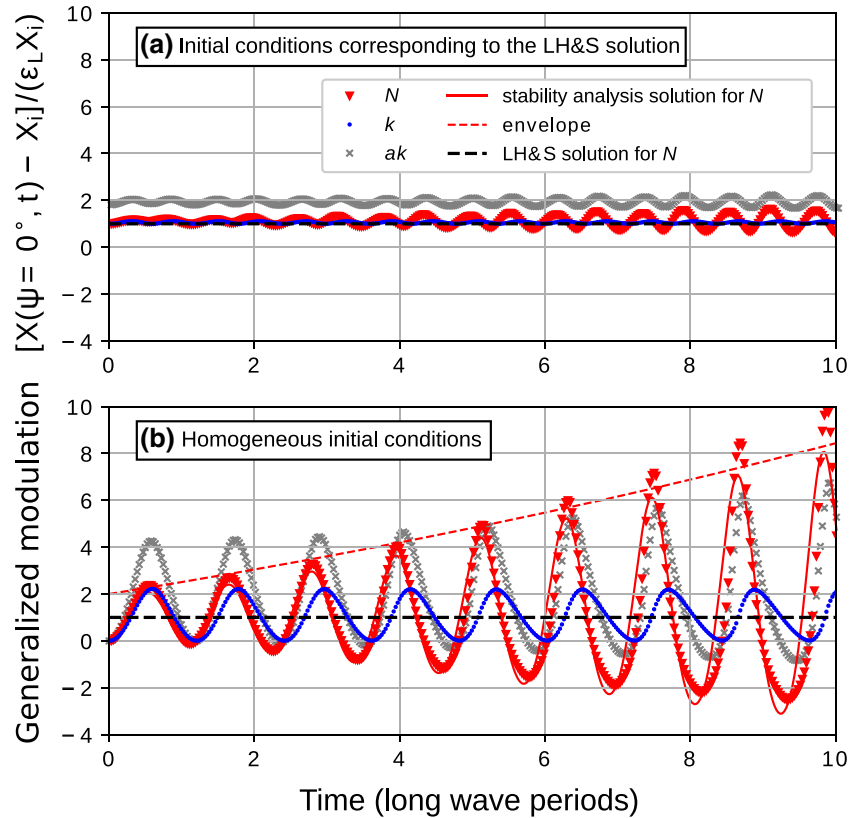 Generalized modulation [X(ψ = 0°, t) − Xi]/(εLXi)
10
8
6
4
2
0
−2
−4
(a) Initial conditions corresponding to the LH&S solution
N
k
ak
stability analysis solution for N
envelope
LH&S solution for N
0 2 4 6 8 10
10
8
6
4
2
0
−2
−4
(b) Homogeneous initial conditions
0 2 4 6 8 10
Time (long wave periods)